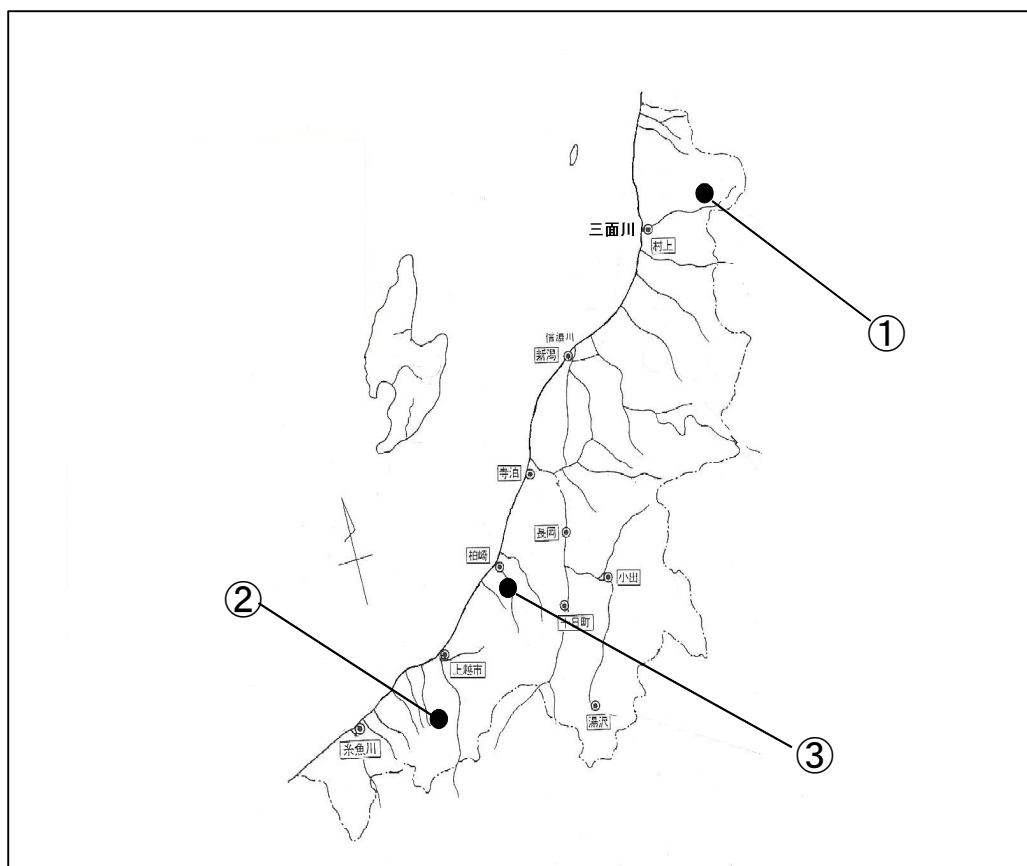 三面川
村上
①
信濃川
新潟
寺泊
長岡
柏崎
小出
②
十日町
上越市
湯沢
糸魚川
③